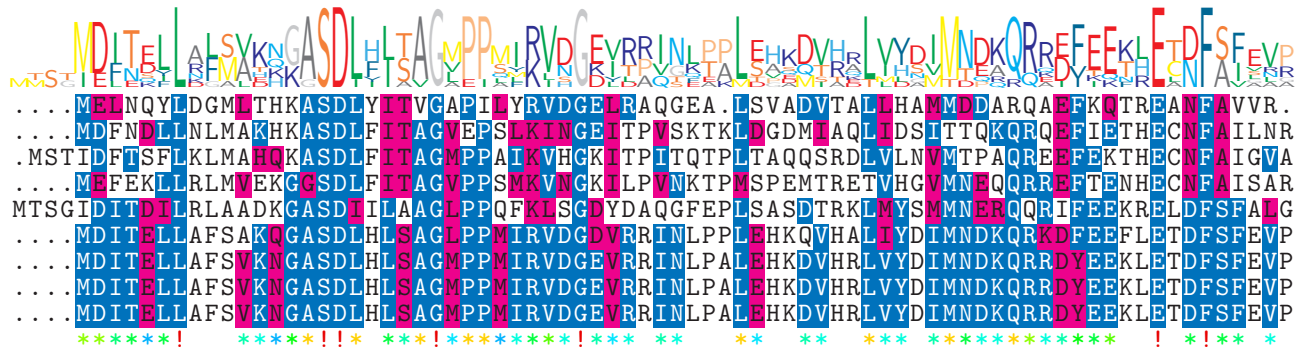 ....MELNQYLDGMLTHKASDLYITVGAPILYRVDGELRAQGEA.LSVADVTALLHAMMDDARQAEFKQTREANFAVVR.
....MDFNDLLNLMAKHKASDLFITAGVEPSLKINGEITPVSKTKLDGDMIAQLIDSITTQKQRQEFIETHECNFAILNR
.MSTIDFTSFLKLMAHQKASDLFITAGMPPAIKVHGKITPITQTPLTAQQSRDLVLNVMTPAQREEFEKTHECNFAIGVA
....MEFEKLLRLMVEKGGSDLFITAGVPPSMKVNGKILPVNKTPMSPEMTRETVHGVMNEQQRREFTENHECNFAISAR
MTSGIDITDILRLAADKGASDIILAAGLPPQFKLSGDYDAQGFEPLSASDTRKLMYSMMNERQQRIFEEKRELDFSFALG
....MDITELLAFSAKQGASDLHLSAGLPPMIRVDGDVRRINLPPLEHKQVHALIYDIMNDKQRKDFEEFLETDFSFEVP
....MDITELLAFSVKNGASDLHLSAGMPPMIRVDGEVRRINLPALEHKDVHRLVYDIMNDKQRRDYEEKLETDFSFEVP
....MDITELLAFSVKNGASDLHLSAGMPPMIRVDGEVRRINLPALEHKDVHRLVYDIMNDKQRRDYEEKLETDFSFEVP
....MDITELLAFSVKNGASDLHLSAGMPPMIRVDGEVRRINLPALEHKDVHRLVYDIMNDKQRRDYEEKLETDFSFEVP
******! *****!!* ***!********!*** ** ** ** *** ************ ! *!** *